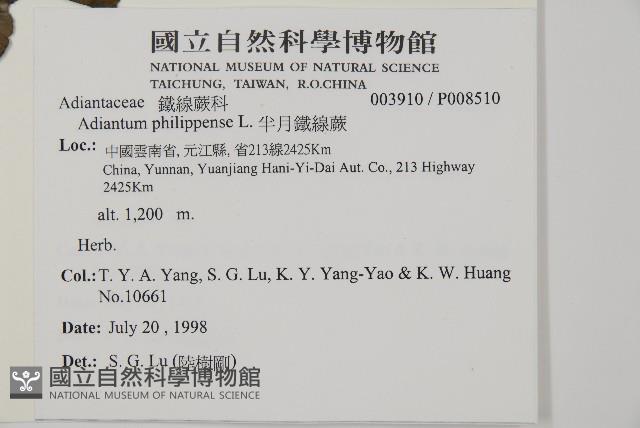 國立自然科學博物館
NATIONAL MUSEUM OF NATURAL SCIENCE
TAICHUNG, TAIWAN, R.O.CHINA
Adiantaceae 鐵線蕨科 003910 / P008510
Adiantum philippense L. 半月鐵線蕨
Loc.: 中國雲南省, 元江縣, 省213線2425Km
China, Yunnan, Yuanjiang Hani-Yi-Dai Aut. Co., 213 Highway
2425Km
alt. 1,200 m.
Herb.
Col.: T. Y. A. Yang, S. G. Lu, K. Y. Yang-Yao & K. W. Huang
No.10661
Date: July 20 , 1998
Det.: S. G. Lu (陸樹剛)
國立自然科學博物館
NATIONAL MUSEUM OF NATURAL SCIENCE